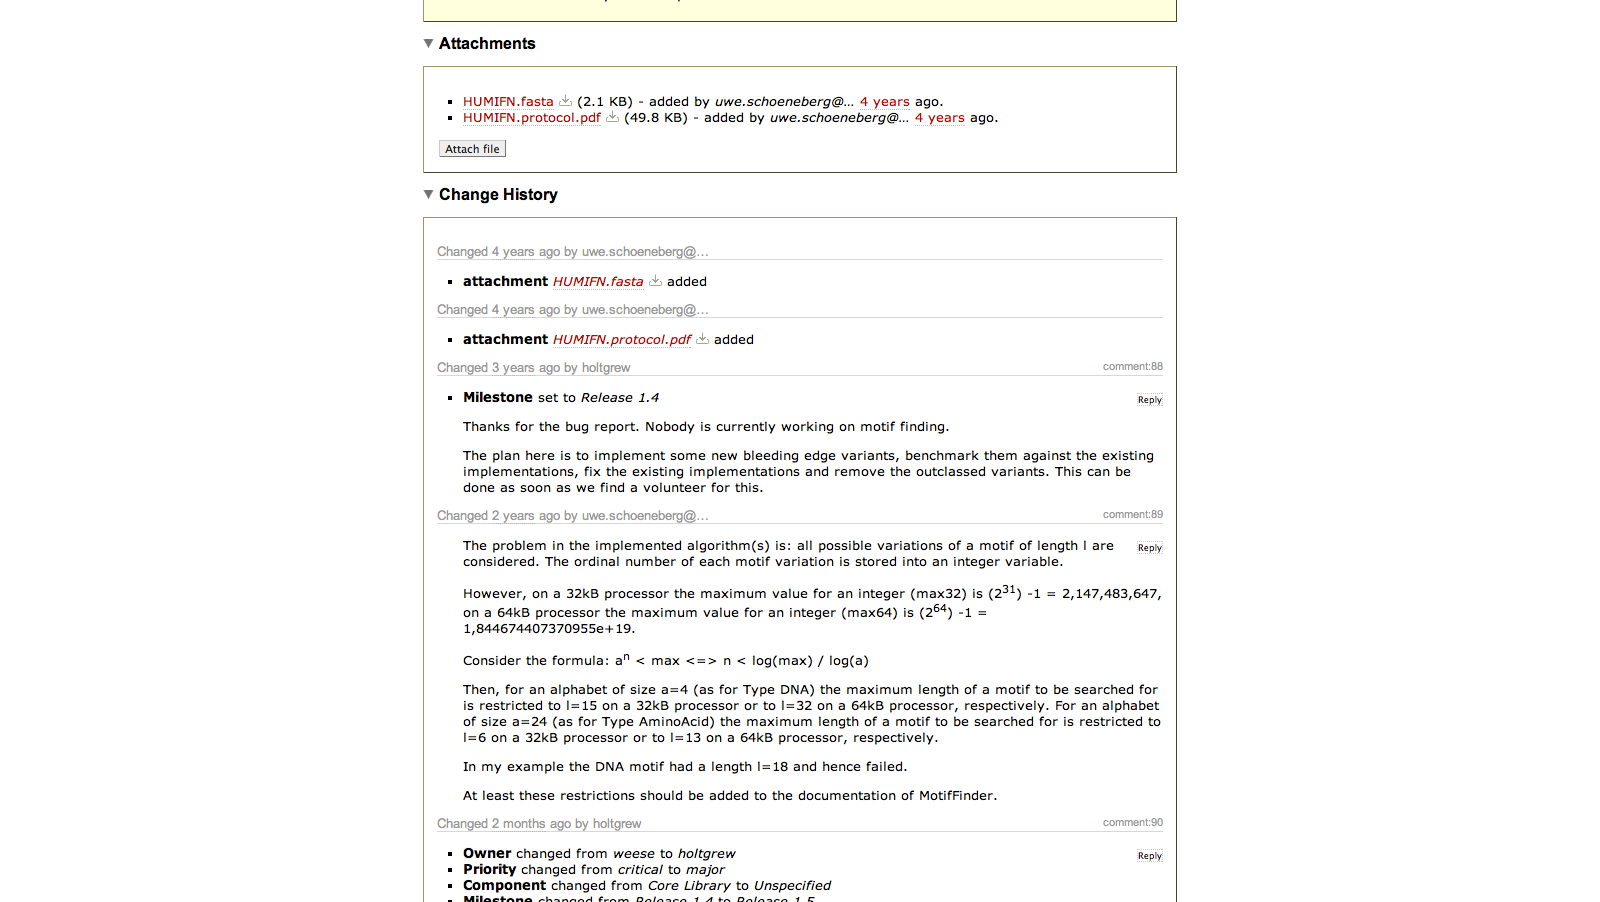 Attachments
HUMIFN.fasta (2.1 KB) - added by uwe.schoeneberg@… 4 years ago.
HUMIFN.protocol.pdf (49.8 KB) - added by uwe.schoeneberg@… 4 years ago.
Attach file
Change History
Changed 4 years ago by uwe.schoeneberg@…
attachment HUMIFN.fasta added
Changed 4 years ago by uwe.schoeneberg@…
attachment HUMIFN.protocol.pdf added
Changed 3 years ago by holtgrew comment:88
Milestone set to Release 1.4 Reply
Thanks for the bug report. Nobody is currently working on motif finding.
The plan here is to implement some new bleeding edge variants, benchmark them against the existing
implementations, fix the existing implementations and remove the outclassed variants. This can be
done as soon as we find a volunteer for this.
Changed 2 years ago by uwe.schoeneberg@… comment:89
The problem in the implemented algorithm(s) is: all possible variations of a motif of length l are Reply
considered. The ordinal number of each motif variation is stored into an integer variable.
However, on a 32kB processor the maximum value for an integer (max32) is (2^31) -1 = 2,147,483,647,
on a 64kB processor the maximum value for an integer (max64) is (2^64) -1 =
1,844674407370955e+19.
Consider the formula: a^n < max <=> n < log(max) / log(a)
Then, for an alphabet of size a=4 (as for Type DNA) the maximum length of a motif to be searched for
is restricted to l=15 on a 32kB processor or to l=32 on a 64kB processor, respectively. For an alphabet
of size a=24 (as for Type AminoAcid) the maximum length of a motif to be searched for is restricted to
l=6 on a 32kB processor or to l=13 on a 64kB processor, respectively.
In my example the DNA motif had a length l=18 and hence failed.
At least these restrictions should be added to the documentation of MotifFinder.
Changed 2 months ago by holtgrew comment:90
Owner changed from weese to holtgrew Reply
Priority changed from critical to major
Component changed from Core Library to Unspecified
Milestone changed from Release 1.4 to Release 1.5